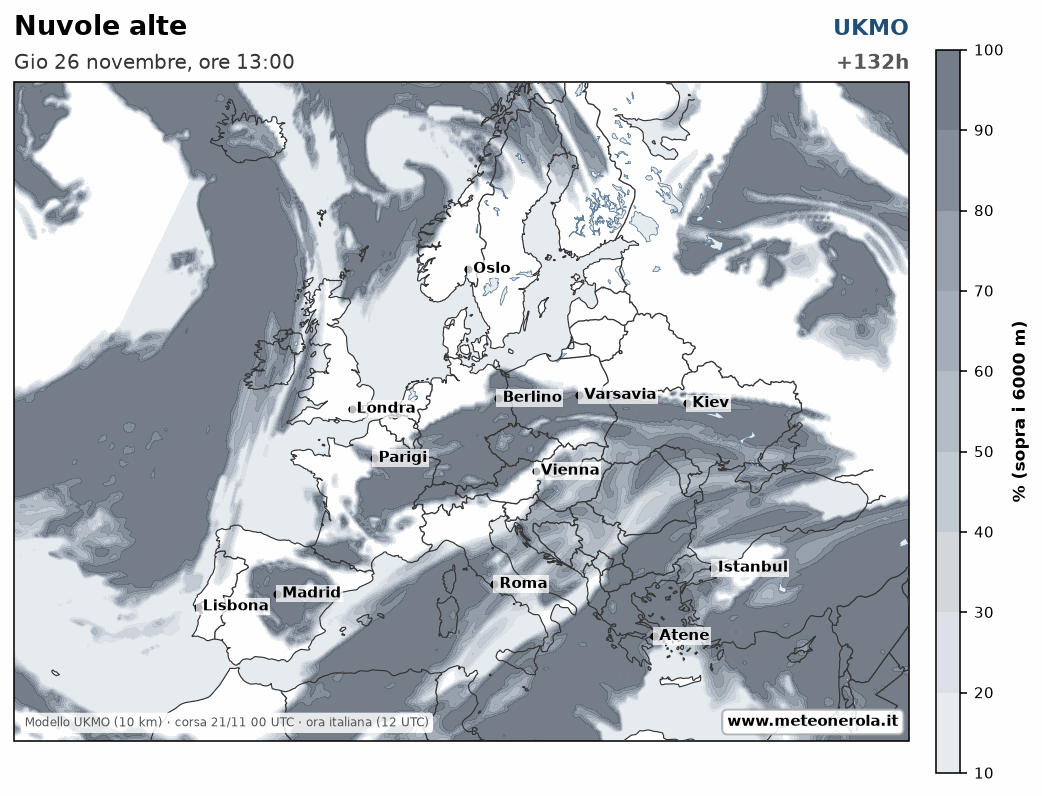 Nuvole alte
UKMO
Gio 26 novembre, ore 13:00
+132h
Oslo
Londra
Berlino
Varsavia
Kiev
Parigi
Vienna
Istanbul
Roma
Madrid
Lisbona
Atene
Modello UKMO (10 km) · corsa 21/11 00 UTC · ora italiana (12 UTC)
www.meteonerola.it
100
90
80
70
60
50
40
30
20
10
% (sopra i 6000 m)